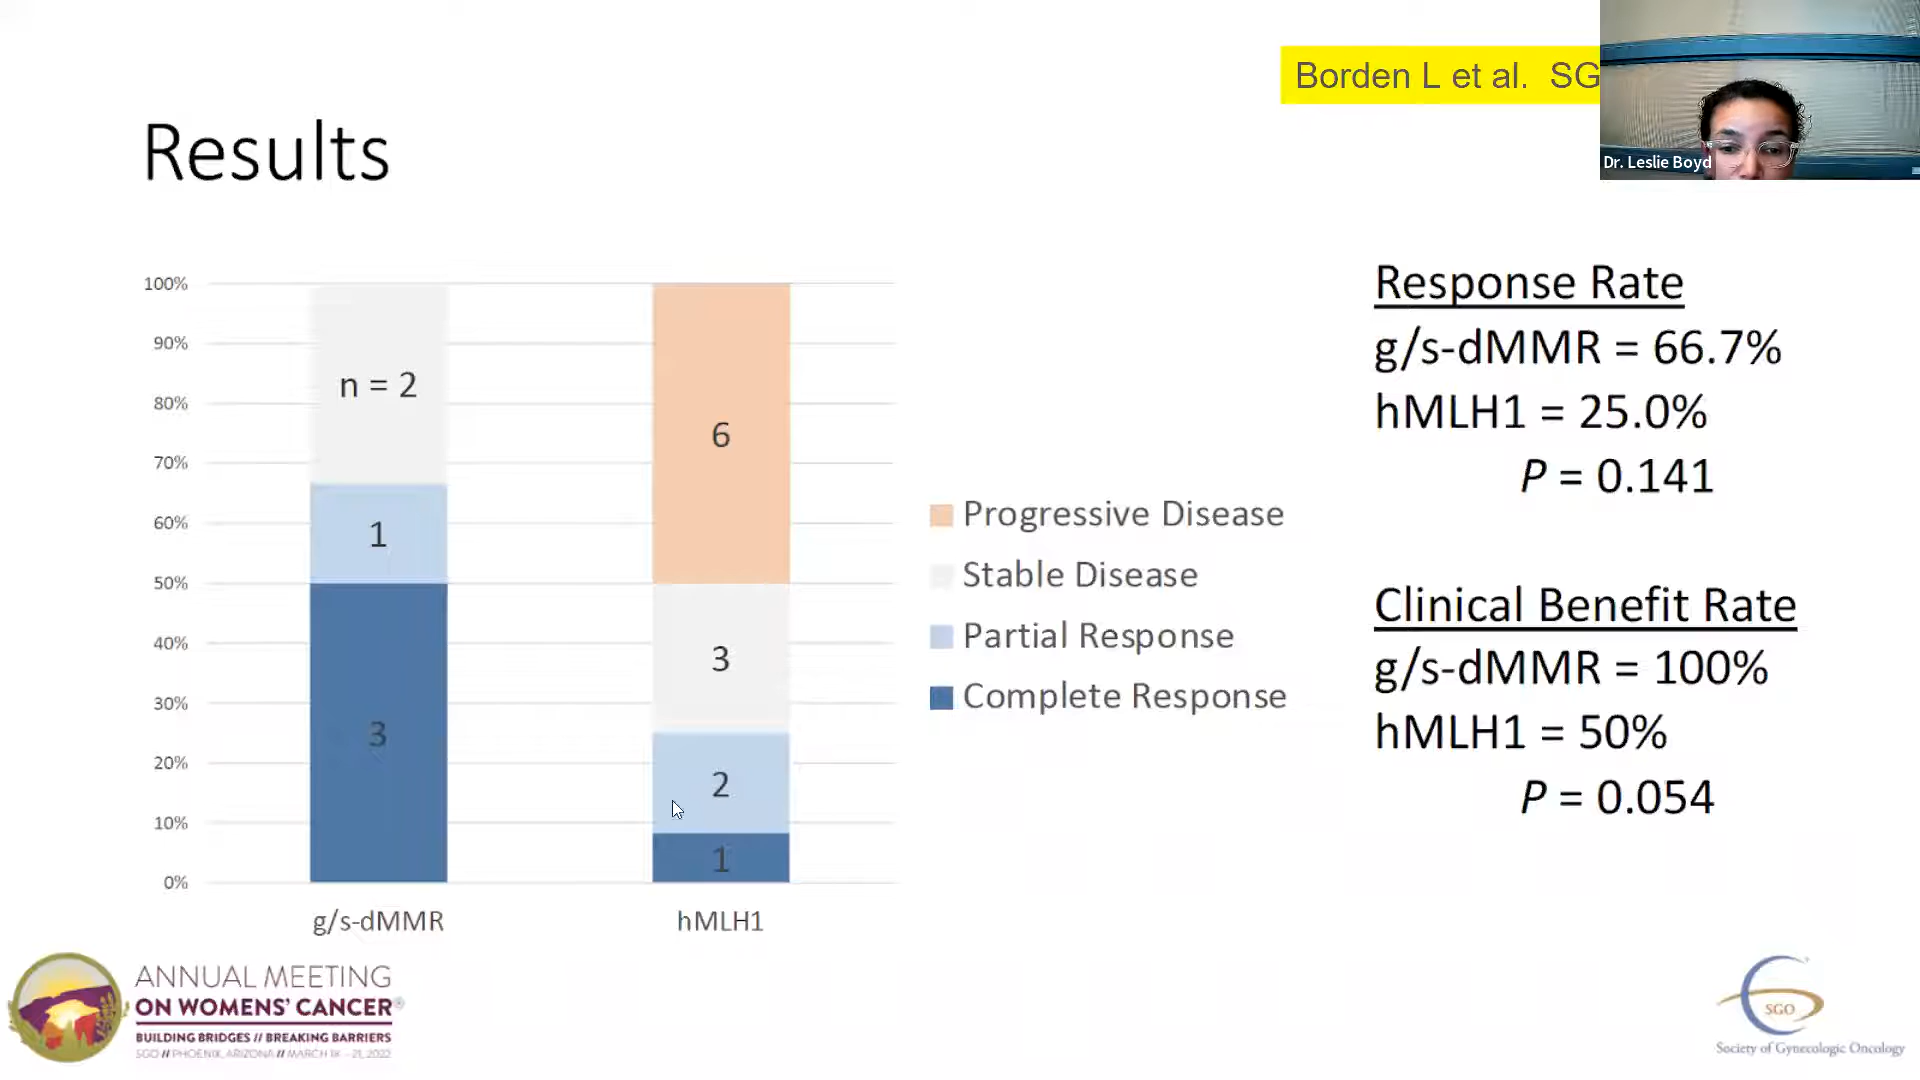 Borden L et al. SG
Dr. Leslie Boyd
Results
100%
90%
80%
70%
60%
50%
40%
30%
20%
10%
0%
n = 2
1
3
6
3
2
1
g/s-dMMR
hMLH1
Progressive Disease
Stable Disease
Partial Response
Complete Response
Response Rate
g/s-dMMR = 66.7%
hMLH1 = 25.0%
P = 0.141
Clinical Benefit Rate
g/s-dMMR = 100%
hMLH1 = 50%
P = 0.054
ANNUAL MEETING
ON WOMENS' CANCER®
BUILDING BRIDGES // BREAKING BARRIERS
SGO // PHOENIX, ARIZONA // MARCH 18 – 21, 2022
SGO
Society of Gynecologic Oncology